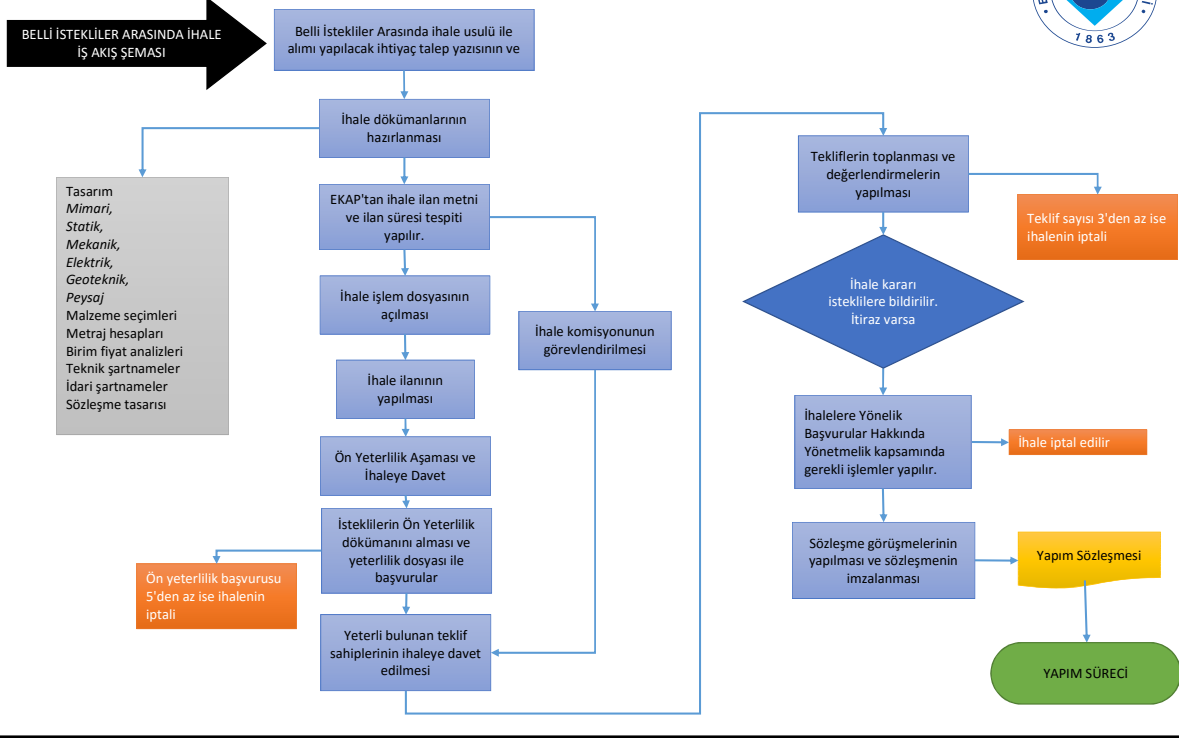 BELLİ İSTEKLİLER ARASINDA İHALE
İŞ AKIŞ ŞEMASI
Belli İstekliler Arasında ihale usulü ile
alımı yapılacak ihtiyaç talep yazısının ve
1863
İhale dökümanlarının
hazırlanması
Tasarım
Mimari,
Statik,
Mekanik,
Elektrik,
Geoteknik,
Peysaj
Malzeme seçimleri
Metraj hesapları
Birim fiyat analizleri
Teknik şartnameler
İdari şartnameler
Sözleşme tasarısı
EKAP'tan ihale ilan metni
ve ilan süresi tespiti
yapılır.
İhale işlem dosyasının
açılması
İhale komisyonunun
görevlendirilmesi
İhale ilanının
yapılması
Ön Yeterlilik Aşaması ve
İhaleye Davet
İsteklilerin Ön Yeterlilik
dökümanını alması ve
yeterlilik dosyası ile
başvurular
Ön yeterlilik başvurusu
5'den az ise ihalenin
iptali
Yeterli bulunan teklif
sahiplerinin ihaleye davet
edilmesi
Tekliflerin toplanması ve
değerlendirmelerin
yapılması
Teklif sayısı 3'den az ise
ihalenin iptali
İhale kararı
isteklilere bildirilir.
İtiraz varsa
İhalelere Yönelik
Başvurular Hakkında
Yönetmelik kapsamında
gerekli işlemler yapılır.
İhale iptal edilir
Sözleşme görüşmelerinin
yapılması ve sözleşmenin
imzalanması
Yapım Sözleşmesi
YAPIM SÜRECİ